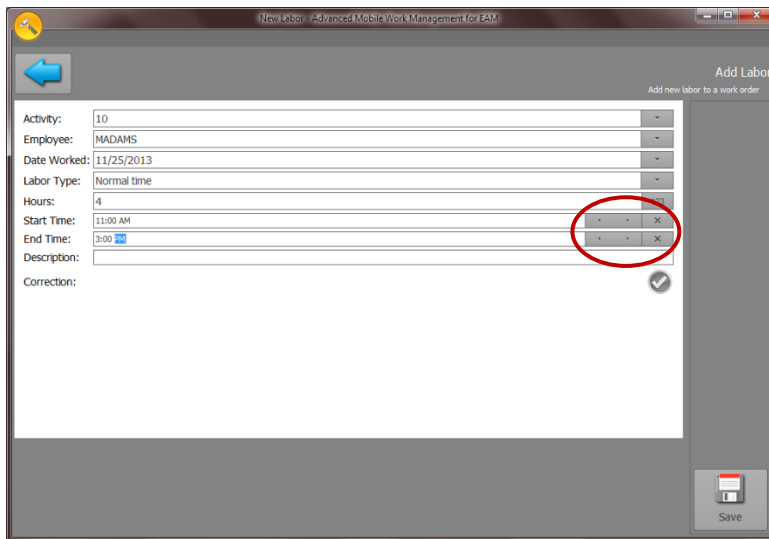 New Labor - Advanced Mobile Work Management for EAM
Add Labor
Add new labor to a work order
Activity: 10
Employee: MADAMS
Date Worked: 11/25/2013
Labor Type: Normal time
Hours: 4
Start Time: 11:00 AM
End Time: 3:00 PM
Description:
Correction:
Save